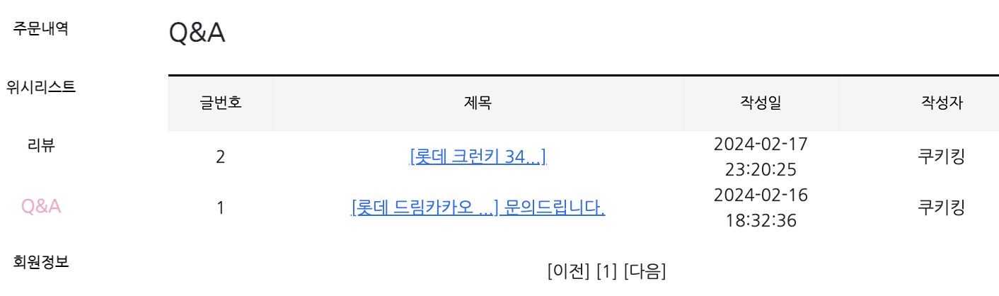 주문내역
위시리스트
리뷰
Q&A
회원정보
Q&A
글번호 제목 작성일 작성자
2 [롯데 크런키 34...] 2024-02-17 23:20:25 쿠키킹
1 [롯데 드림카카오 ...] 문의드립니다. 2024-02-16 18:32:36 쿠키킹
[이전] [1] [다음]